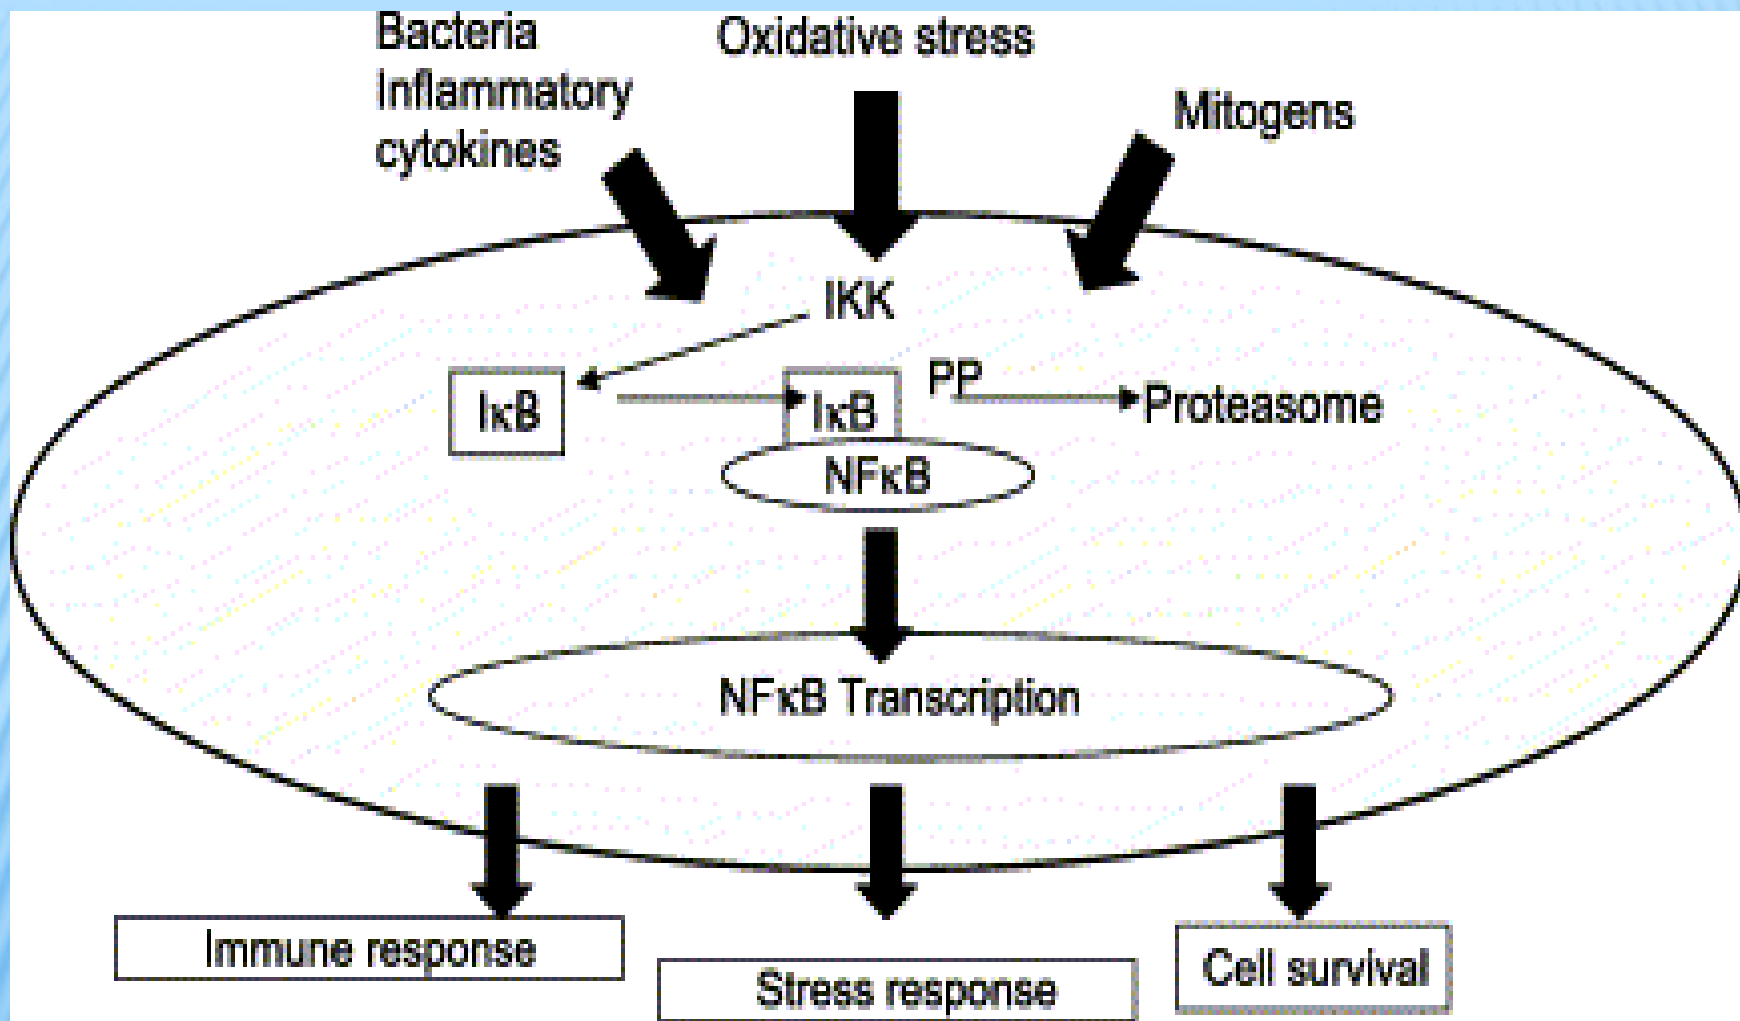 Bacteria
Inflammatory
cytokines
Oxidative stress
Mitogens
IKK
IκB
IκB
PP
Proteasome
NFκB
NFκB Transcription
Immune response
Stress response
Cell survival